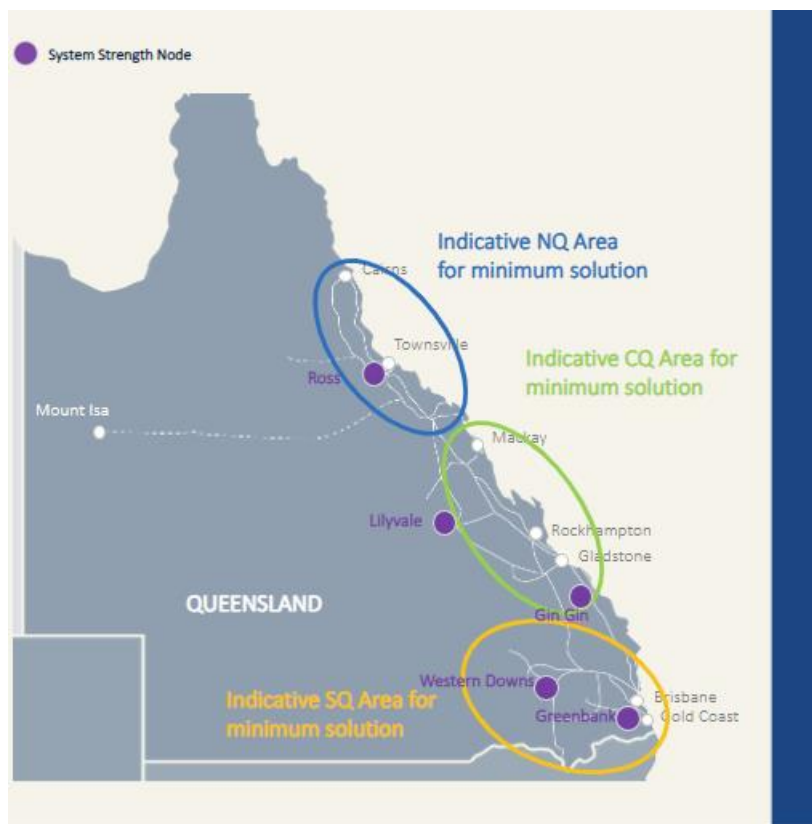 System Strength Node
Indicative NQ Area
for minimum solution
Cairns
Townsville
Ross
Indicative CQ Area for
minimum solution
Mount Isa
Mackay
Lilyvale
Rockhampton
Gladstone
QUEENSLAND
Gin Gin
Western Downs
Indicative SQ Area for
minimum solution
Brisbane
Greenbank
Gold Coast